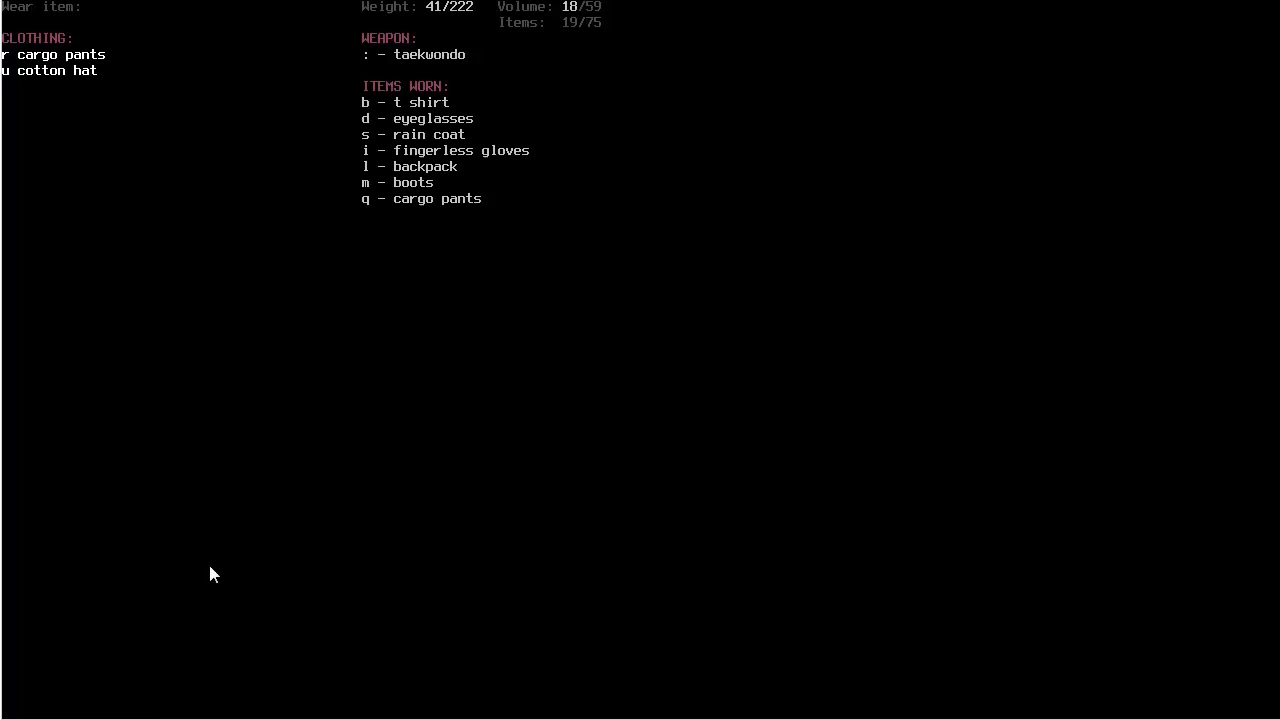 Wear item: Weight: 41/222 Volume: 18/59
Items: 19/75
CLOTHING: WEAPON:
r cargo pants : - taekwondo
u cotton hat
ITEMS WORN:
b - t shirt
d - eyeglasses
s - rain coat
i - fingerless gloves
l - backpack
m - boots
q - cargo pants